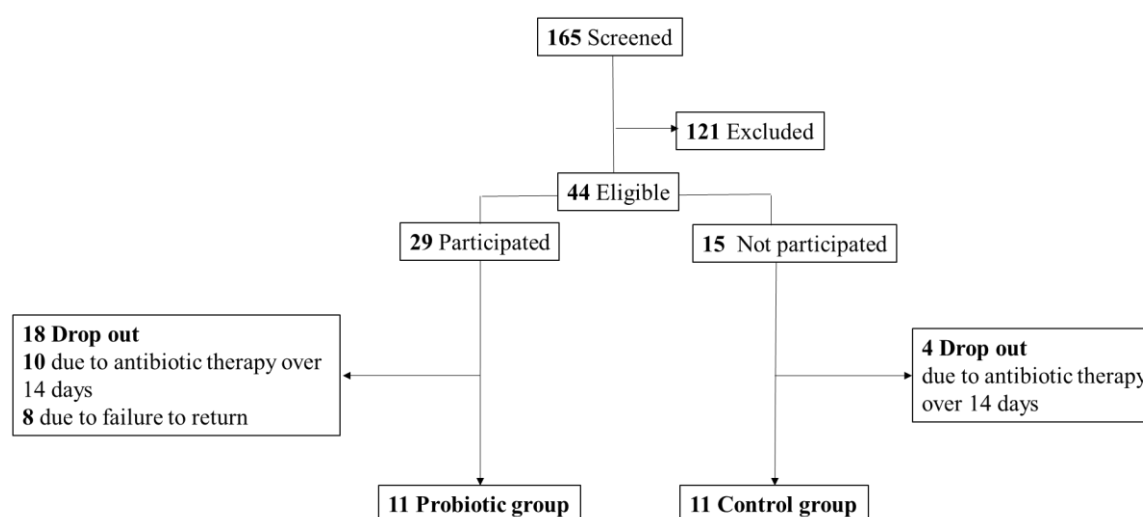 165 Screened
121 Excluded
44 Eligible
29 Participated
15 Not participated
18 Drop out
10 due to antibiotic therapy over
14 days
8 due to failure to return
4 Drop out
due to antibiotic therapy
over 14 days
11 Probiotic group
11 Control group